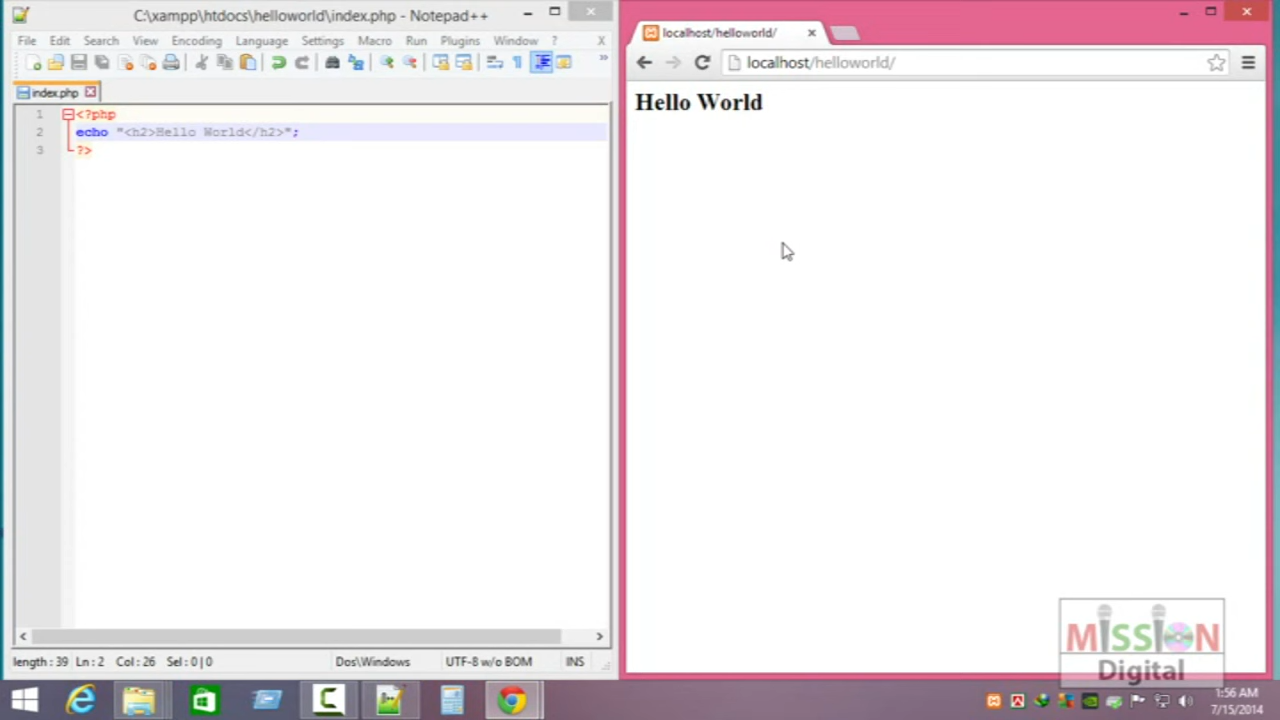 C:\xampp\htdocs\helloworld\index.php - Notepad++
File Edit Search View Encoding Language Settings Macro Run Plugins Window ? X
index.php
1 <?php
2 echo "<h2>Hello World</h2>";
3 ?>
length : 39 Ln : 2 Col : 26 Sel : 0 | 0 Dos\Windows UTF-8 w/o BOM INS
localhost/helloworld/
localhost/helloworld/
Hello World
MISSION
Digital
1:56 AM
7/15/2014